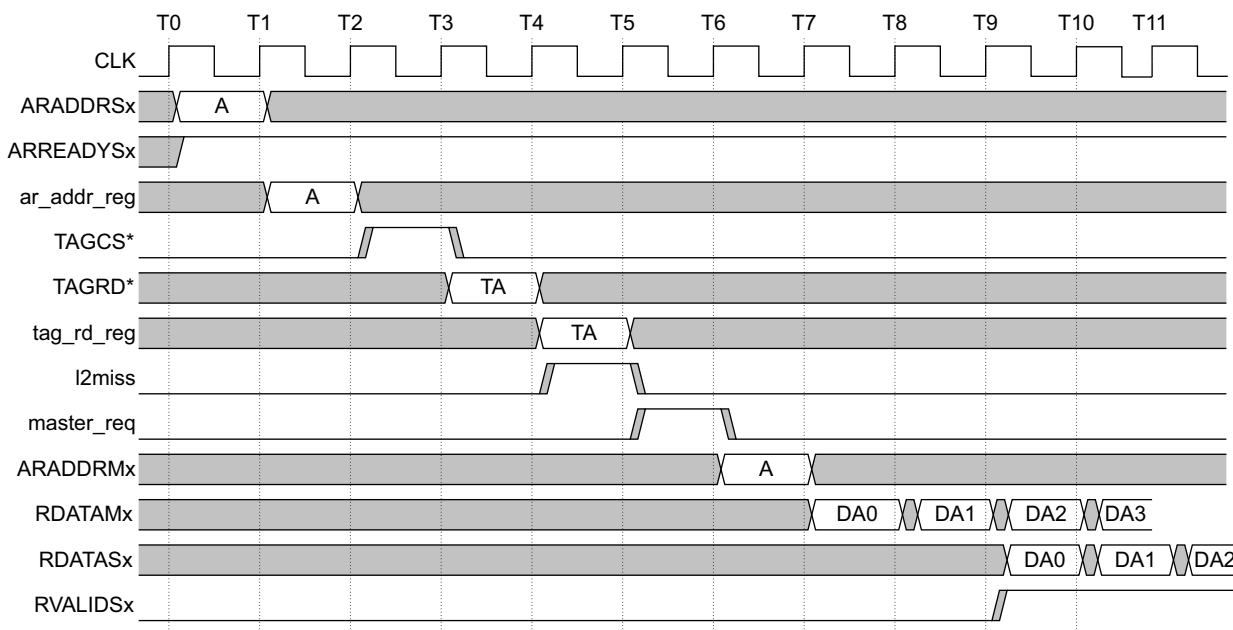 T0 T1 T2 T3 T4 T5 T6 T7 T8 T9 T10 T11
CLK
ARADDRSx A
ARREADYSx
ar_addr_reg A
TAGCS*
TAGRD* TA
tag_rd_reg TA
l2miss
master_req
ARADDRMx A
RDATAMx DA0 DA1 DA2 DA3
RDATASx DA0 DA1 DA2
RVALIDSx